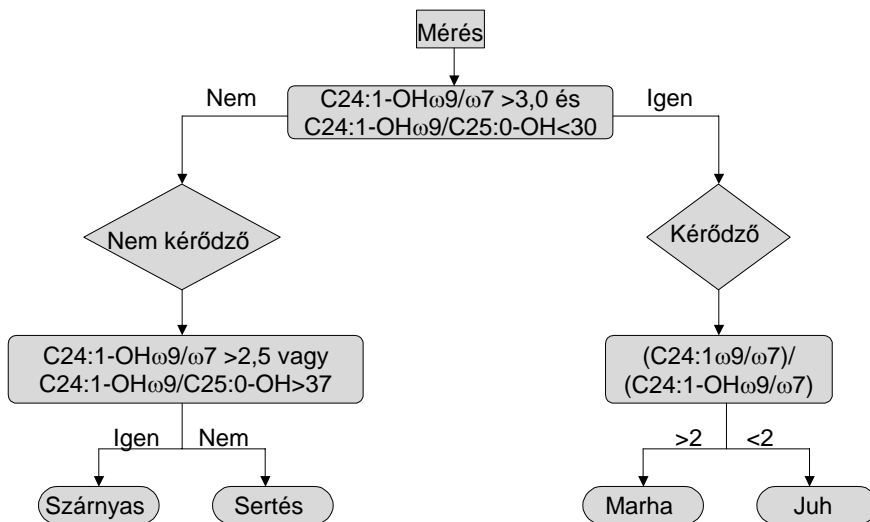 Mérés
Nem
C24:1-OHω9/ω7 >3,0 és
C24:1-OHω9/C25:0-OH<30
Igen
Nem kérődző
Kérődző
C24:1-OHω9/ω7 >2,5 vagy
C24:1-OHω9/C25:0-OH>37
(C24:1ω9/ω7)/
(C24:1-OHω9/ω7)
Igen
Nem
>2
<2
Szárnyas
Sertés
Marha
Juh